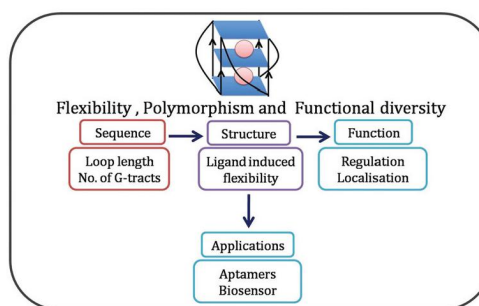 Flexibility , Polymorphism and Functional diversity
Sequence
Structure
Function
Loop length
No. of G-tracts
Ligand induced
flexibility
Regulation
Localisation
Applications
Aptamers
Biosensor